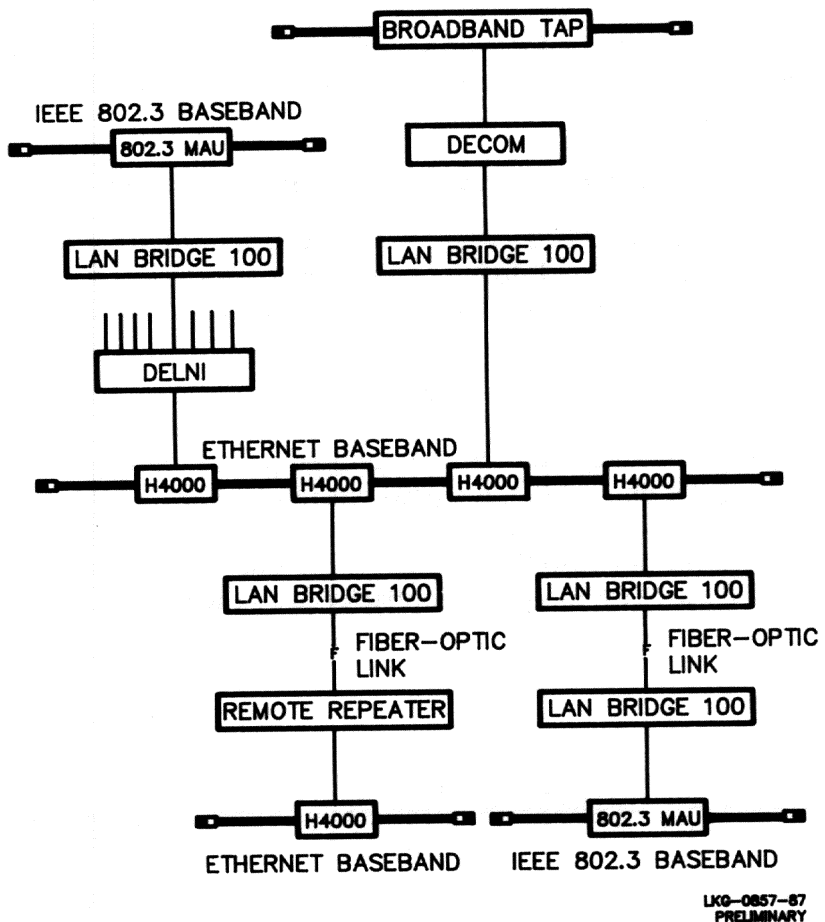 BROADBAND TAP
IEEE 802.3 BASEBAND
802.3 MAU
DECOM
LAN BRIDGE 100
LAN BRIDGE 100
DELNI
ETHERNET BASEBAND
H4000
H4000
H4000
H4000
LAN BRIDGE 100
LAN BRIDGE 100
F
FIBER-OPTIC
LINK
F
FIBER-OPTIC
LINK
REMOTE REPEATER
LAN BRIDGE 100
H4000
802.3 MAU
ETHERNET BASEBAND
IEEE 802.3 BASEBAND
LKG-0857-87
PRELIMINARY